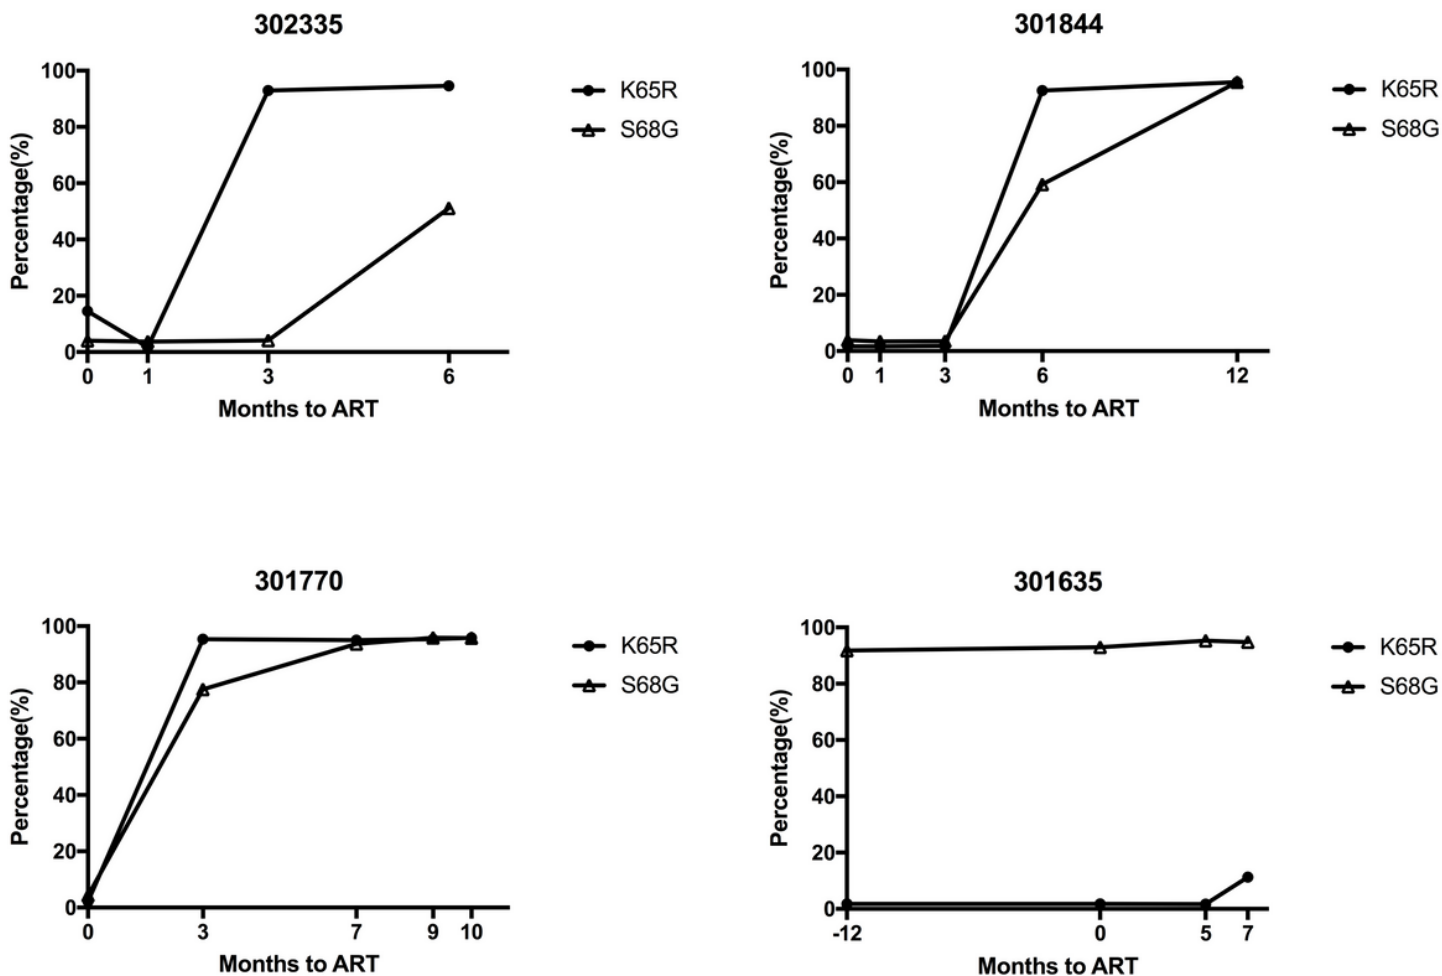 302335
100
80
60
40
20
0
Percentage(%)
0 1 3 6
Months to ART
K65R
S68G
301844
100
80
60
40
20
0
Percentage(%)
0 1 3 6 12
Months to ART
K65R
S68G
301770
100
80
60
40
20
0
Percentage(%)
0 3 7 9 10
Months to ART
K65R
S68G
301635
100
80
60
40
20
0
Percentage(%)
-12 0 5 7
Months to ART
K65R
S68G